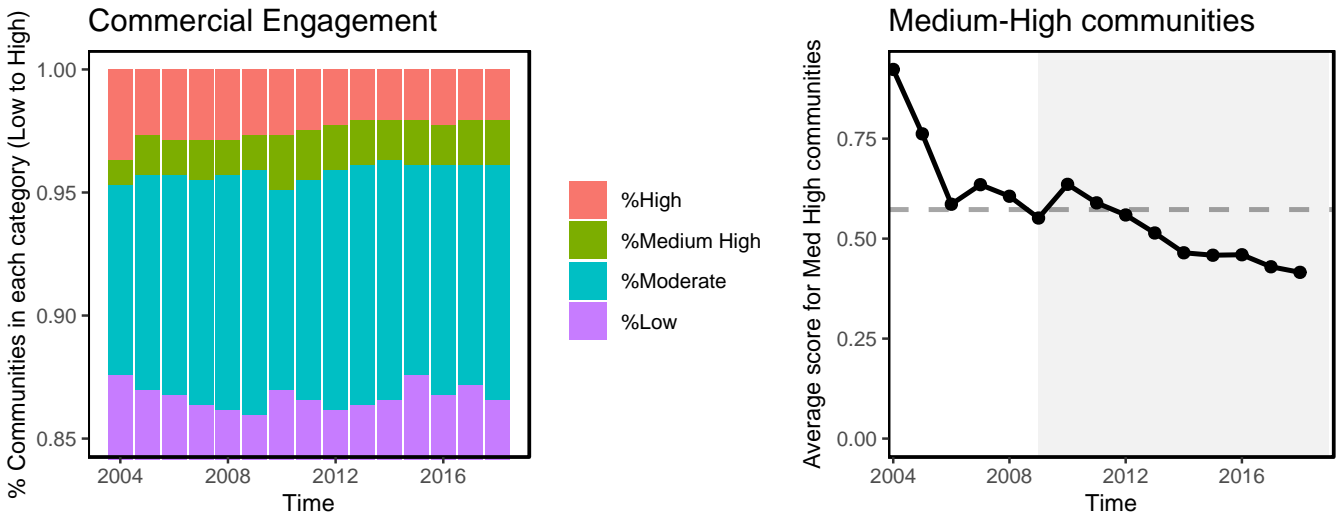 Commercial Engagement
% Communities in each category (Low to High)
1.00
0.95
0.90
0.85
2004
2008
2012
2016
Time
%High
%Medium High
%Moderate
%Low
Medium-High communities
Average score for Med High communities
0.75
0.50
0.25
0.00
2004
2008
2012
2016
Time